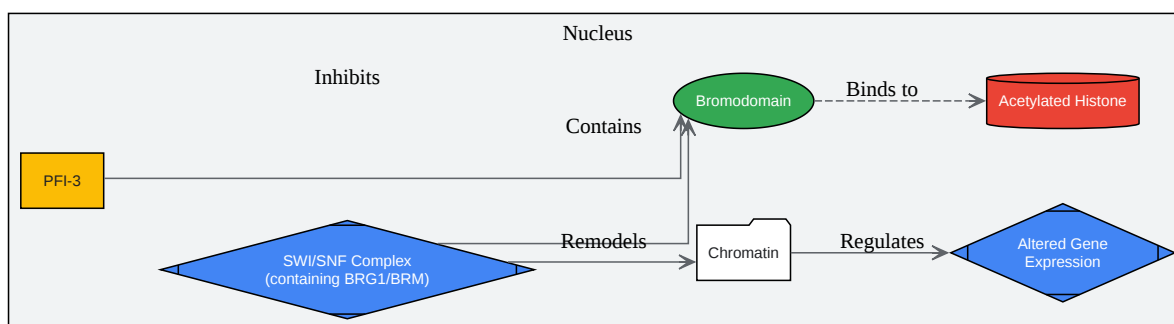 Nucleus
Inhibits
Bromodomain
Binds to
Acetylated Histone
Contains
PFI-3
SWI/SNF Complex
(containing BRG1/BRM)
Remodels
Chromatin
Regulates
Altered Gene
Expression